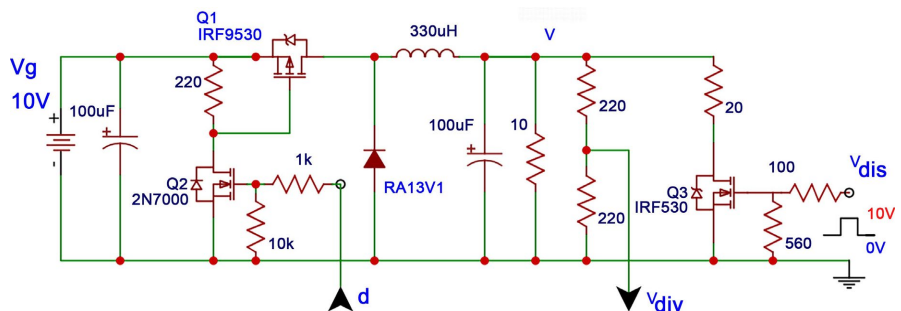 Q1
IRF9530
330uH
V
Vg
10V
+
-
100uF
+
220
Q2
2N7000
1k
10k
d
RA13V1
100uF
+
10
220
220
Vdiv
20
Q3
IRF530
100
560
Vdis
10V
0V